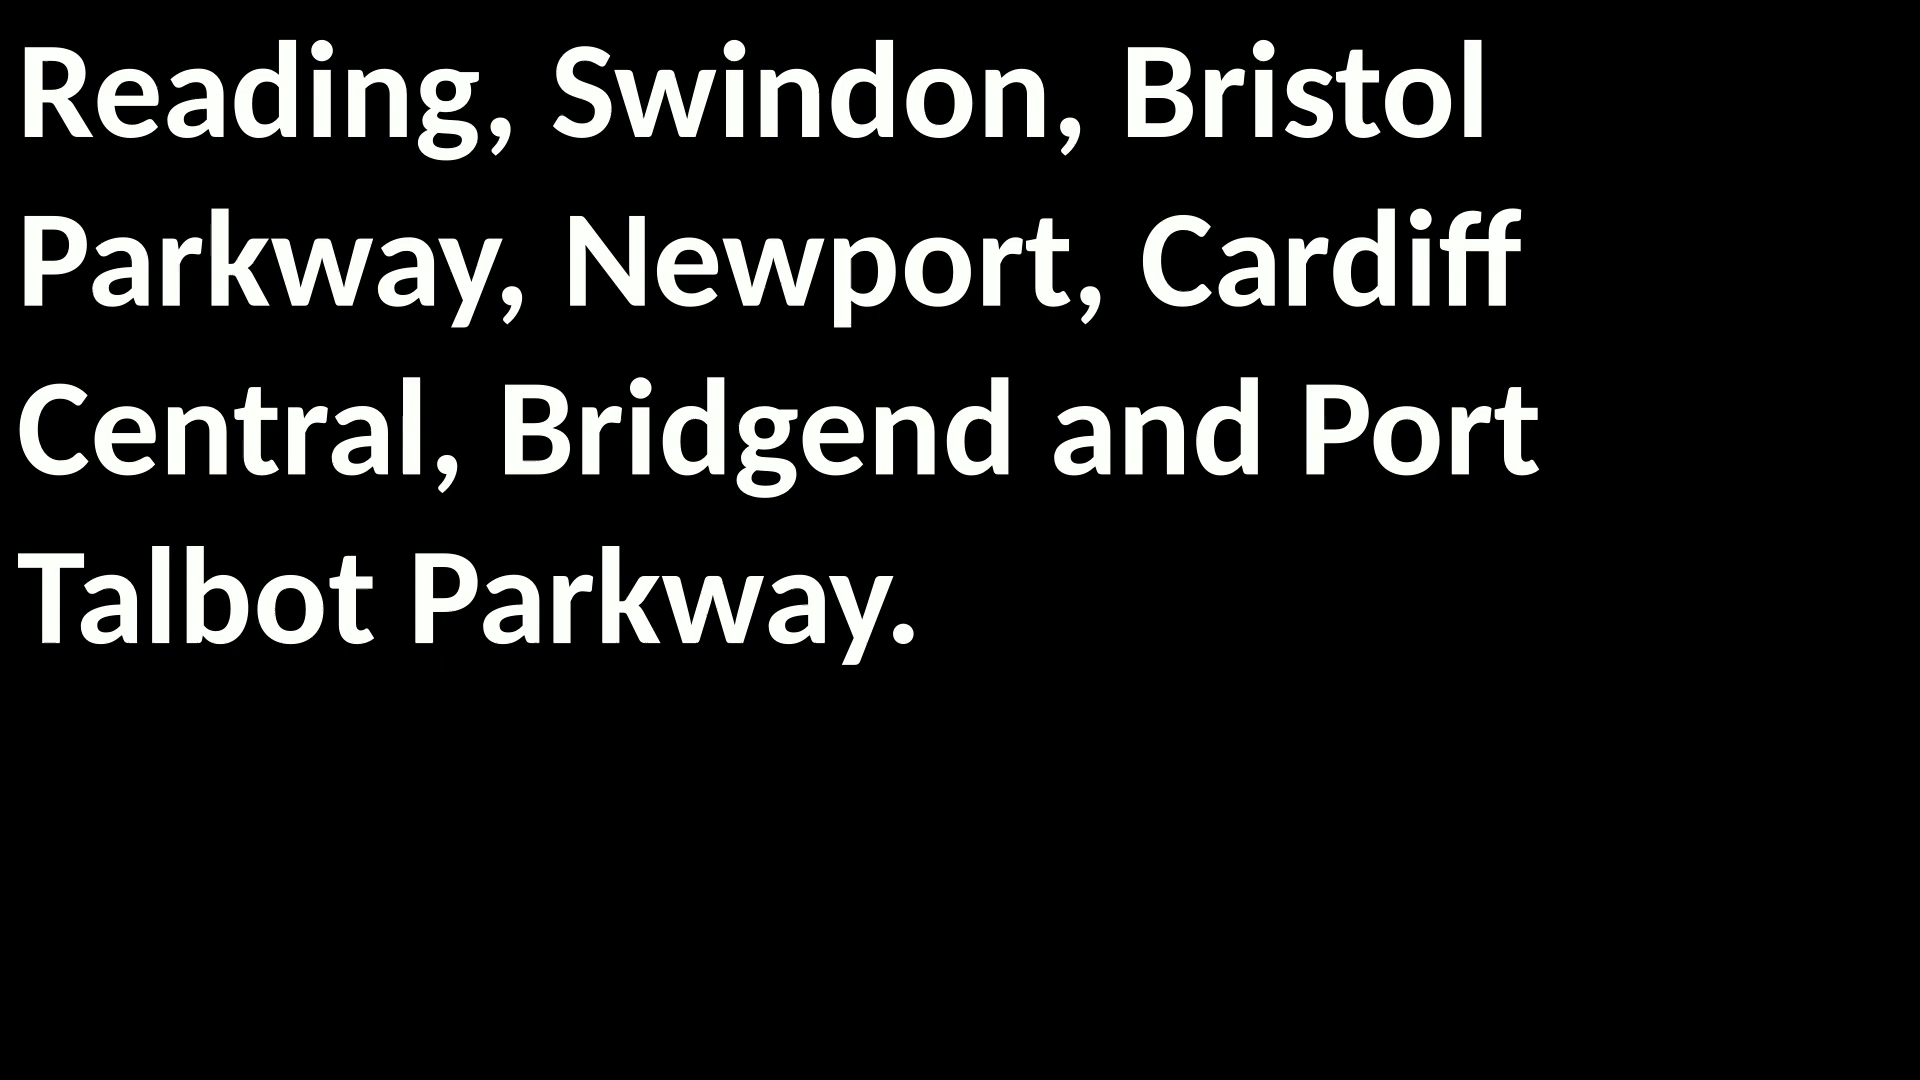 Reading, Swindon, Bristol
Parkway, Newport, Cardiff
Central, Bridgend and Port
Talbot Parkway.